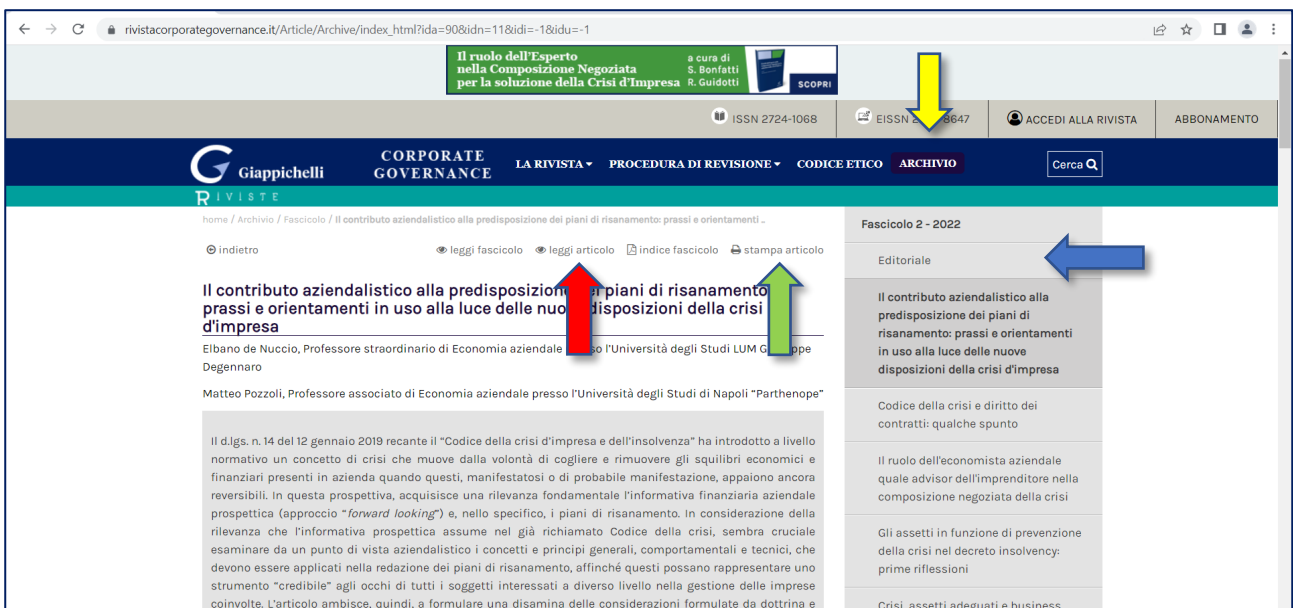 rivistacorporategovernance.it/Article/Archive/index_html?ida=90&idn=11&idi=-1&idu=-1
Il ruolo dell'Esperto
nella Composizione Negoziata
per la soluzione della Crisi d'Impresa
a cura di
S. Bonfatti
R. Guidotti
SCOPRI
ISSN 2724-1068
EISSN 8647
ACCEDI ALLA RIVISTA
ABBONAMENTO
Giappichelli
CORPORATE
GOVERNANCE
LA RIVISTA
PROCEDURA DI REVISIONE
CODICE ETICO
ARCHIVIO
Cerca
RIVISTE
home / Archivio / Fascicolo / Il contributo aziendalistico alla predisposizione dei piani di risanamento: prassi e orientamenti ..
indietro
leggi fascicolo
leggi articolo
indice fascicolo
stampa articolo
Il contributo aziendalistico alla predisposizione piani di risanamento
prassi e orientamenti in uso alla luce delle disposizioni della crisi
d'impresa
Elbano de Nuccio, Professore straordinario di Economia aziendale l'Università degli Studi LUM
Degennaro
Matteo Pozzoli, Professore associato di Economia aziendale presso l'Università degli Studi di Napoli "Parthenope"
Il d.lgs. n. 14 del 12 gennaio 2019 recante il "Codice della crisi d'impresa e dell'insolvenza" ha introdotto a livello
normativo un concetto di crisi che muove dalla volontà di cogliere e rimuovere gli squilibri economici e
finanziari presenti in azienda quando questi, manifestatosi o di probabile manifestazione, appaiono ancora
reversibili. In questa prospettiva, acquisisce una rilevanza fondamentale l'informativa finanziaria aziendale
prospettica (approccio "forward looking") e, nello specifico, i piani di risanamento. In considerazione della
rilevanza che l'informativa prospettica assume nel già richiamato Codice della crisi, sembra cruciale
esaminare da un punto di vista aziendalistico i concetti e principi generali, comportamentali e tecnici, che
devono essere applicati nella redazione dei piani di risanamento, affinché questi possano rappresentare uno
strumento "credibile" agli occhi di tutti i soggetti interessati a diverso livello nella gestione delle imprese
coinvolte. L'articolo ambisce, quindi, a formulare una disamina delle considerazioni formulate da dottrina e
Fascicolo 2 - 2022
Editoriale
Il contributo aziendalistico alla
predisposizione dei piani di
risanamento: prassi e orientamenti
in uso alla luce delle nuove
disposizioni della crisi d'impresa
Codice della crisi e diritto dei
contratti: qualche spunto
Il ruolo dell'economista aziendale
quale advisor dell'imprenditore nella
composizione negoziata della crisi
Gli assetti in funzione di prevenzione
della crisi nel decreto insolvency:
prime riflessioni
Crisi, assetti adeguati e business